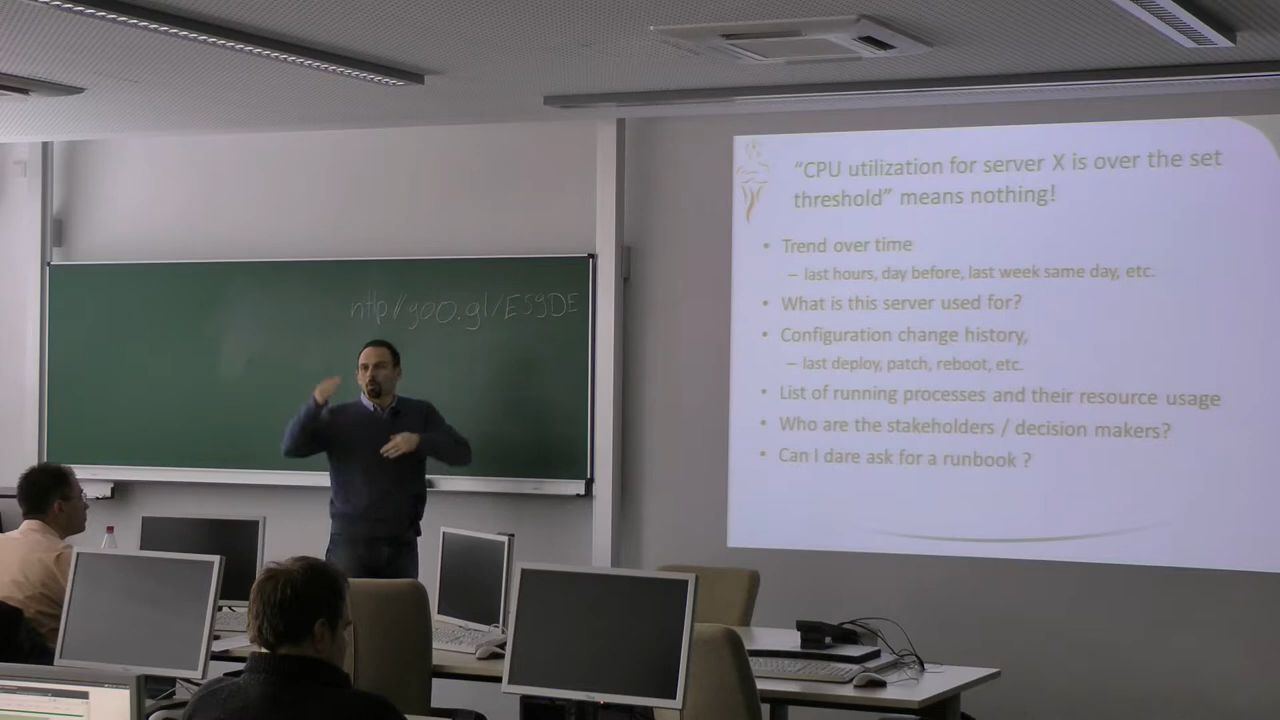 http://goo.gl/ES9DE
“CPU utilization for server X is over the set
threshold” means nothing!
• Trend over time
– last hours, day before, last week same day, etc.
• What is this server used for?
• Configuration change history,
– last deploy, patch, reboot, etc.
• List of running processes and their resource usage
• Who are the stakeholders / decision makers?
• Can I dare ask for a runbook ?